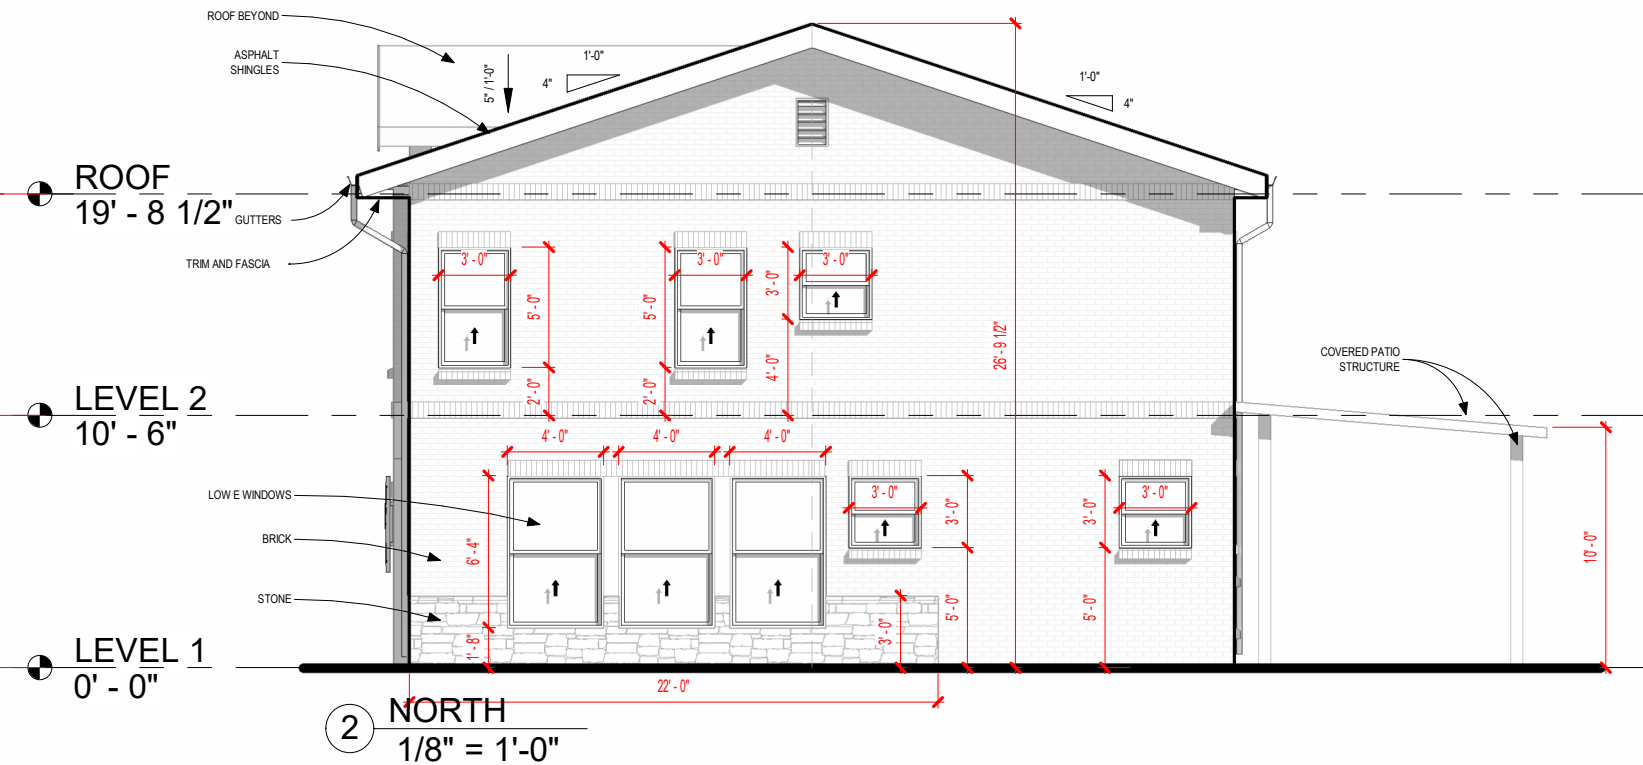 ROOF BEYOND
ASPHALT
SHINGLES
5" / 1'-0"
1'-0"
4"
1'-0"
4"
ROOF
19' - 8 1/2"
GUTTERS
TRIM AND FASCIA
3' - 0"
5' - 0"
2' - 0"
3' - 0"
5' - 0"
2' - 0"
3' - 0"
3' - 0"
4' - 0"
26' - 9 1/2"
COVERED PATIO
STRUCTURE
LEVEL 2
10' - 6"
4' - 0"
4' - 0"
4' - 0"
LOW E WINDOWS
BRICK
STONE
6' - 4"
1' - 8"
3' - 0"
3' - 0"
5' - 0"
3' - 0"
3' - 0"
3' - 0"
5' - 0"
10' - 0"
LEVEL 1
0' - 0"
22' - 0"
2
NORTH
1/8" = 1'-0"